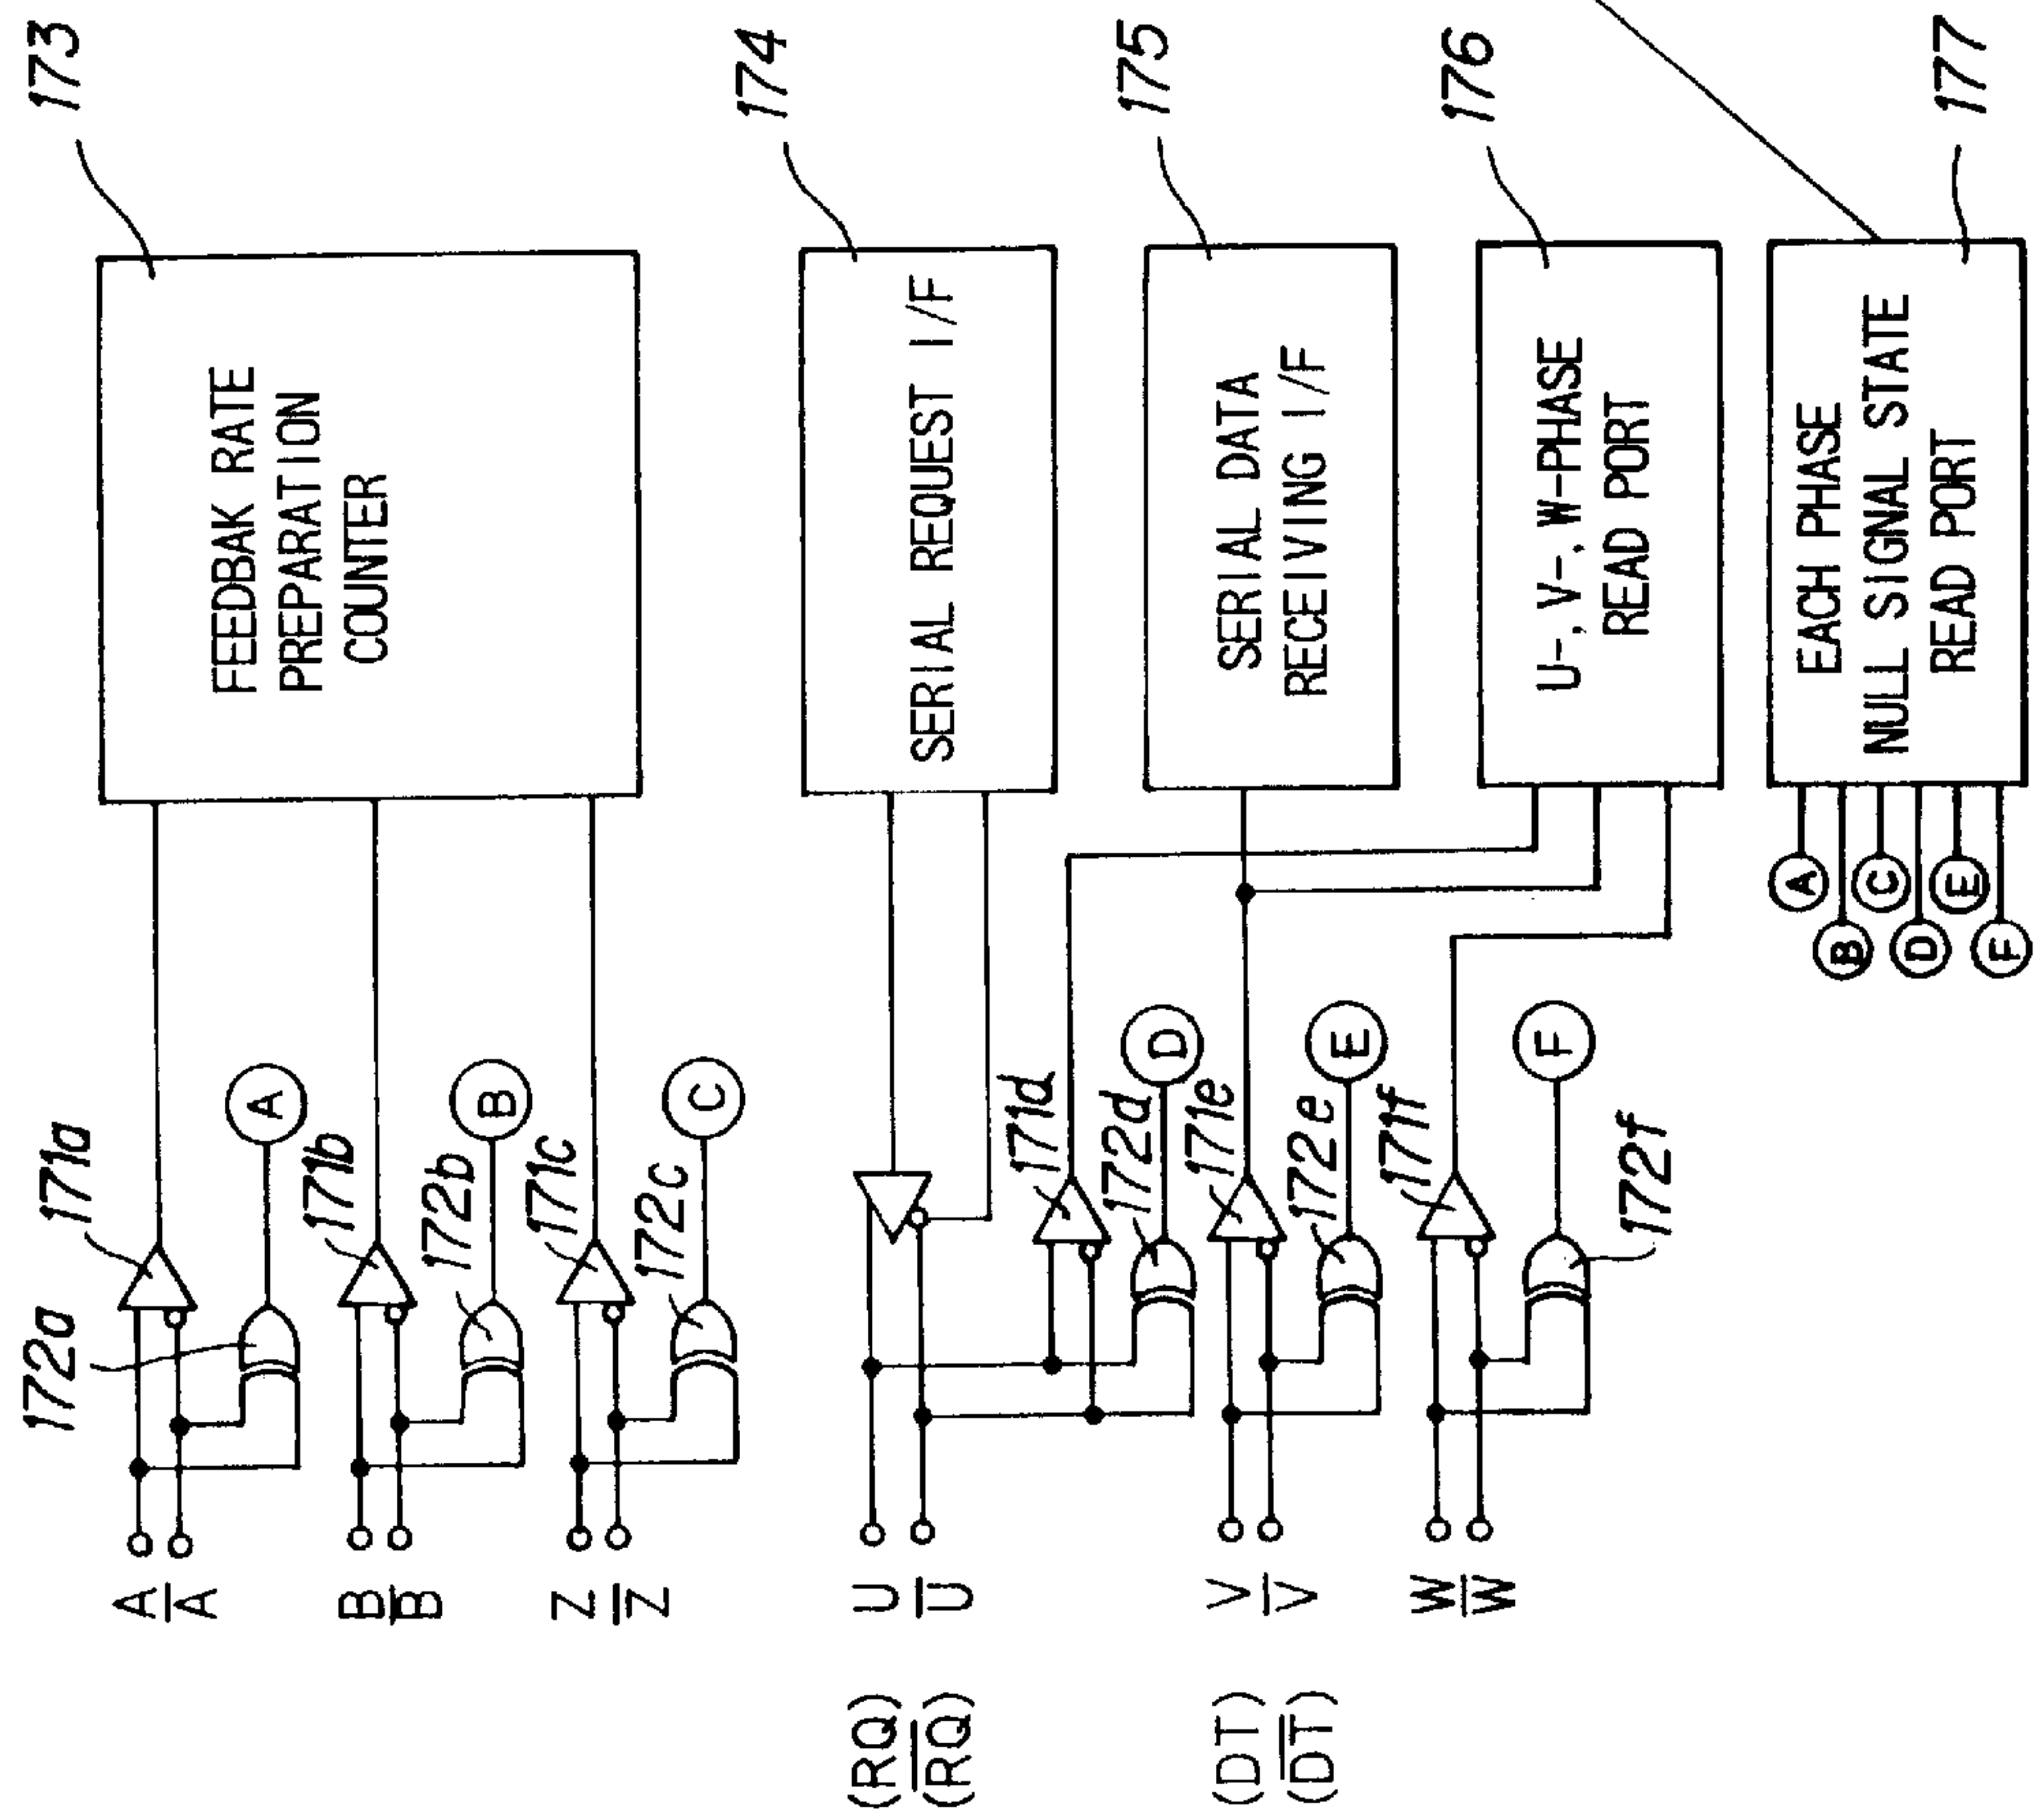 173
FEEDBAK RATE
PREPARATION
COUNTER
174
SERIAL REQUEST I/F
175
SERIAL DATA
RECEIVING I/F
176
U-, V-, W-PHASE
READ PORT
177
EACH PHASE
NULL SIGNAL STATE
READ PORT
A
B
C
D
E
F
171a
172a
A
171b
172b
B
171c
172c
C
171d
172d
D
171e
172e
E
171f
172f
F
A
A̅
B
B̅
Z
Z̅
(RQ) U
(R̅Q̅) U̅
(DT) V
(D̅T̅) V̅
W
W̅